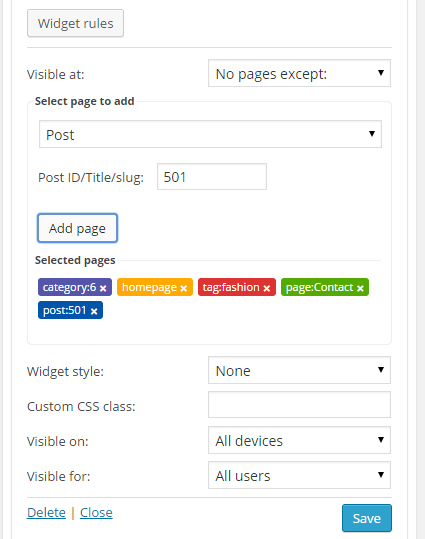 Widget rules
Visible at: No pages except:
Select page to add
Post
Post ID/Title/slug: 501
Add page
Selected pages
category:6 × homepage × tag:fashion × page:Contact ×
post:501 ×
Widget style: None
Custom CSS class:
Visible on: All devices
Visible for: All users
Delete | Close Save